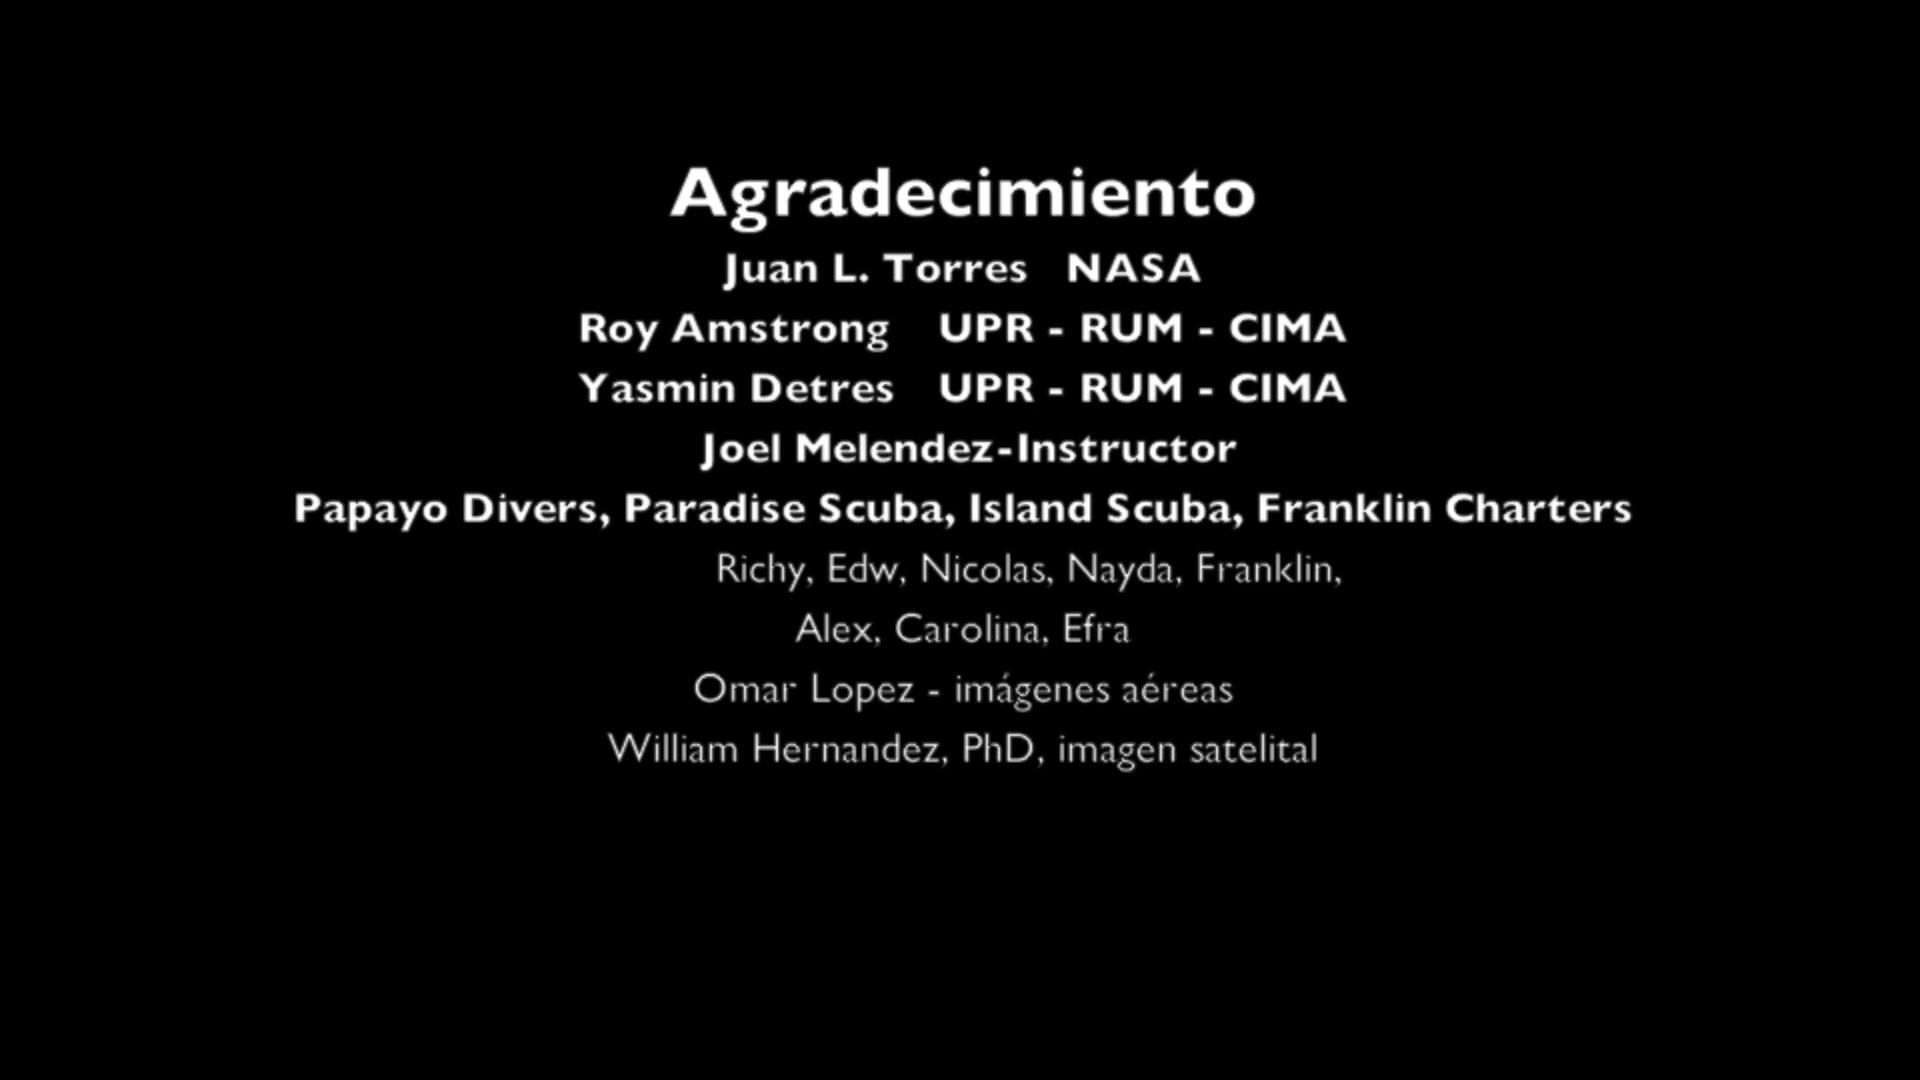 Agradecimiento
Juan L. Torres NASA
Roy Amstrong UPR - RUM - CIMA
Yasmin Detres UPR - RUM - CIMA
Joel Melendez-Instructor
Papayo Divers, Paradise Scuba, Island Scuba, Franklin Charters
Richy, Edw, Nicolas, Nayda, Franklin,
Alex, Carolina, Efra
Omar Lopez - imágenes aéreas
William Hernandez, PhD, imagen satelital